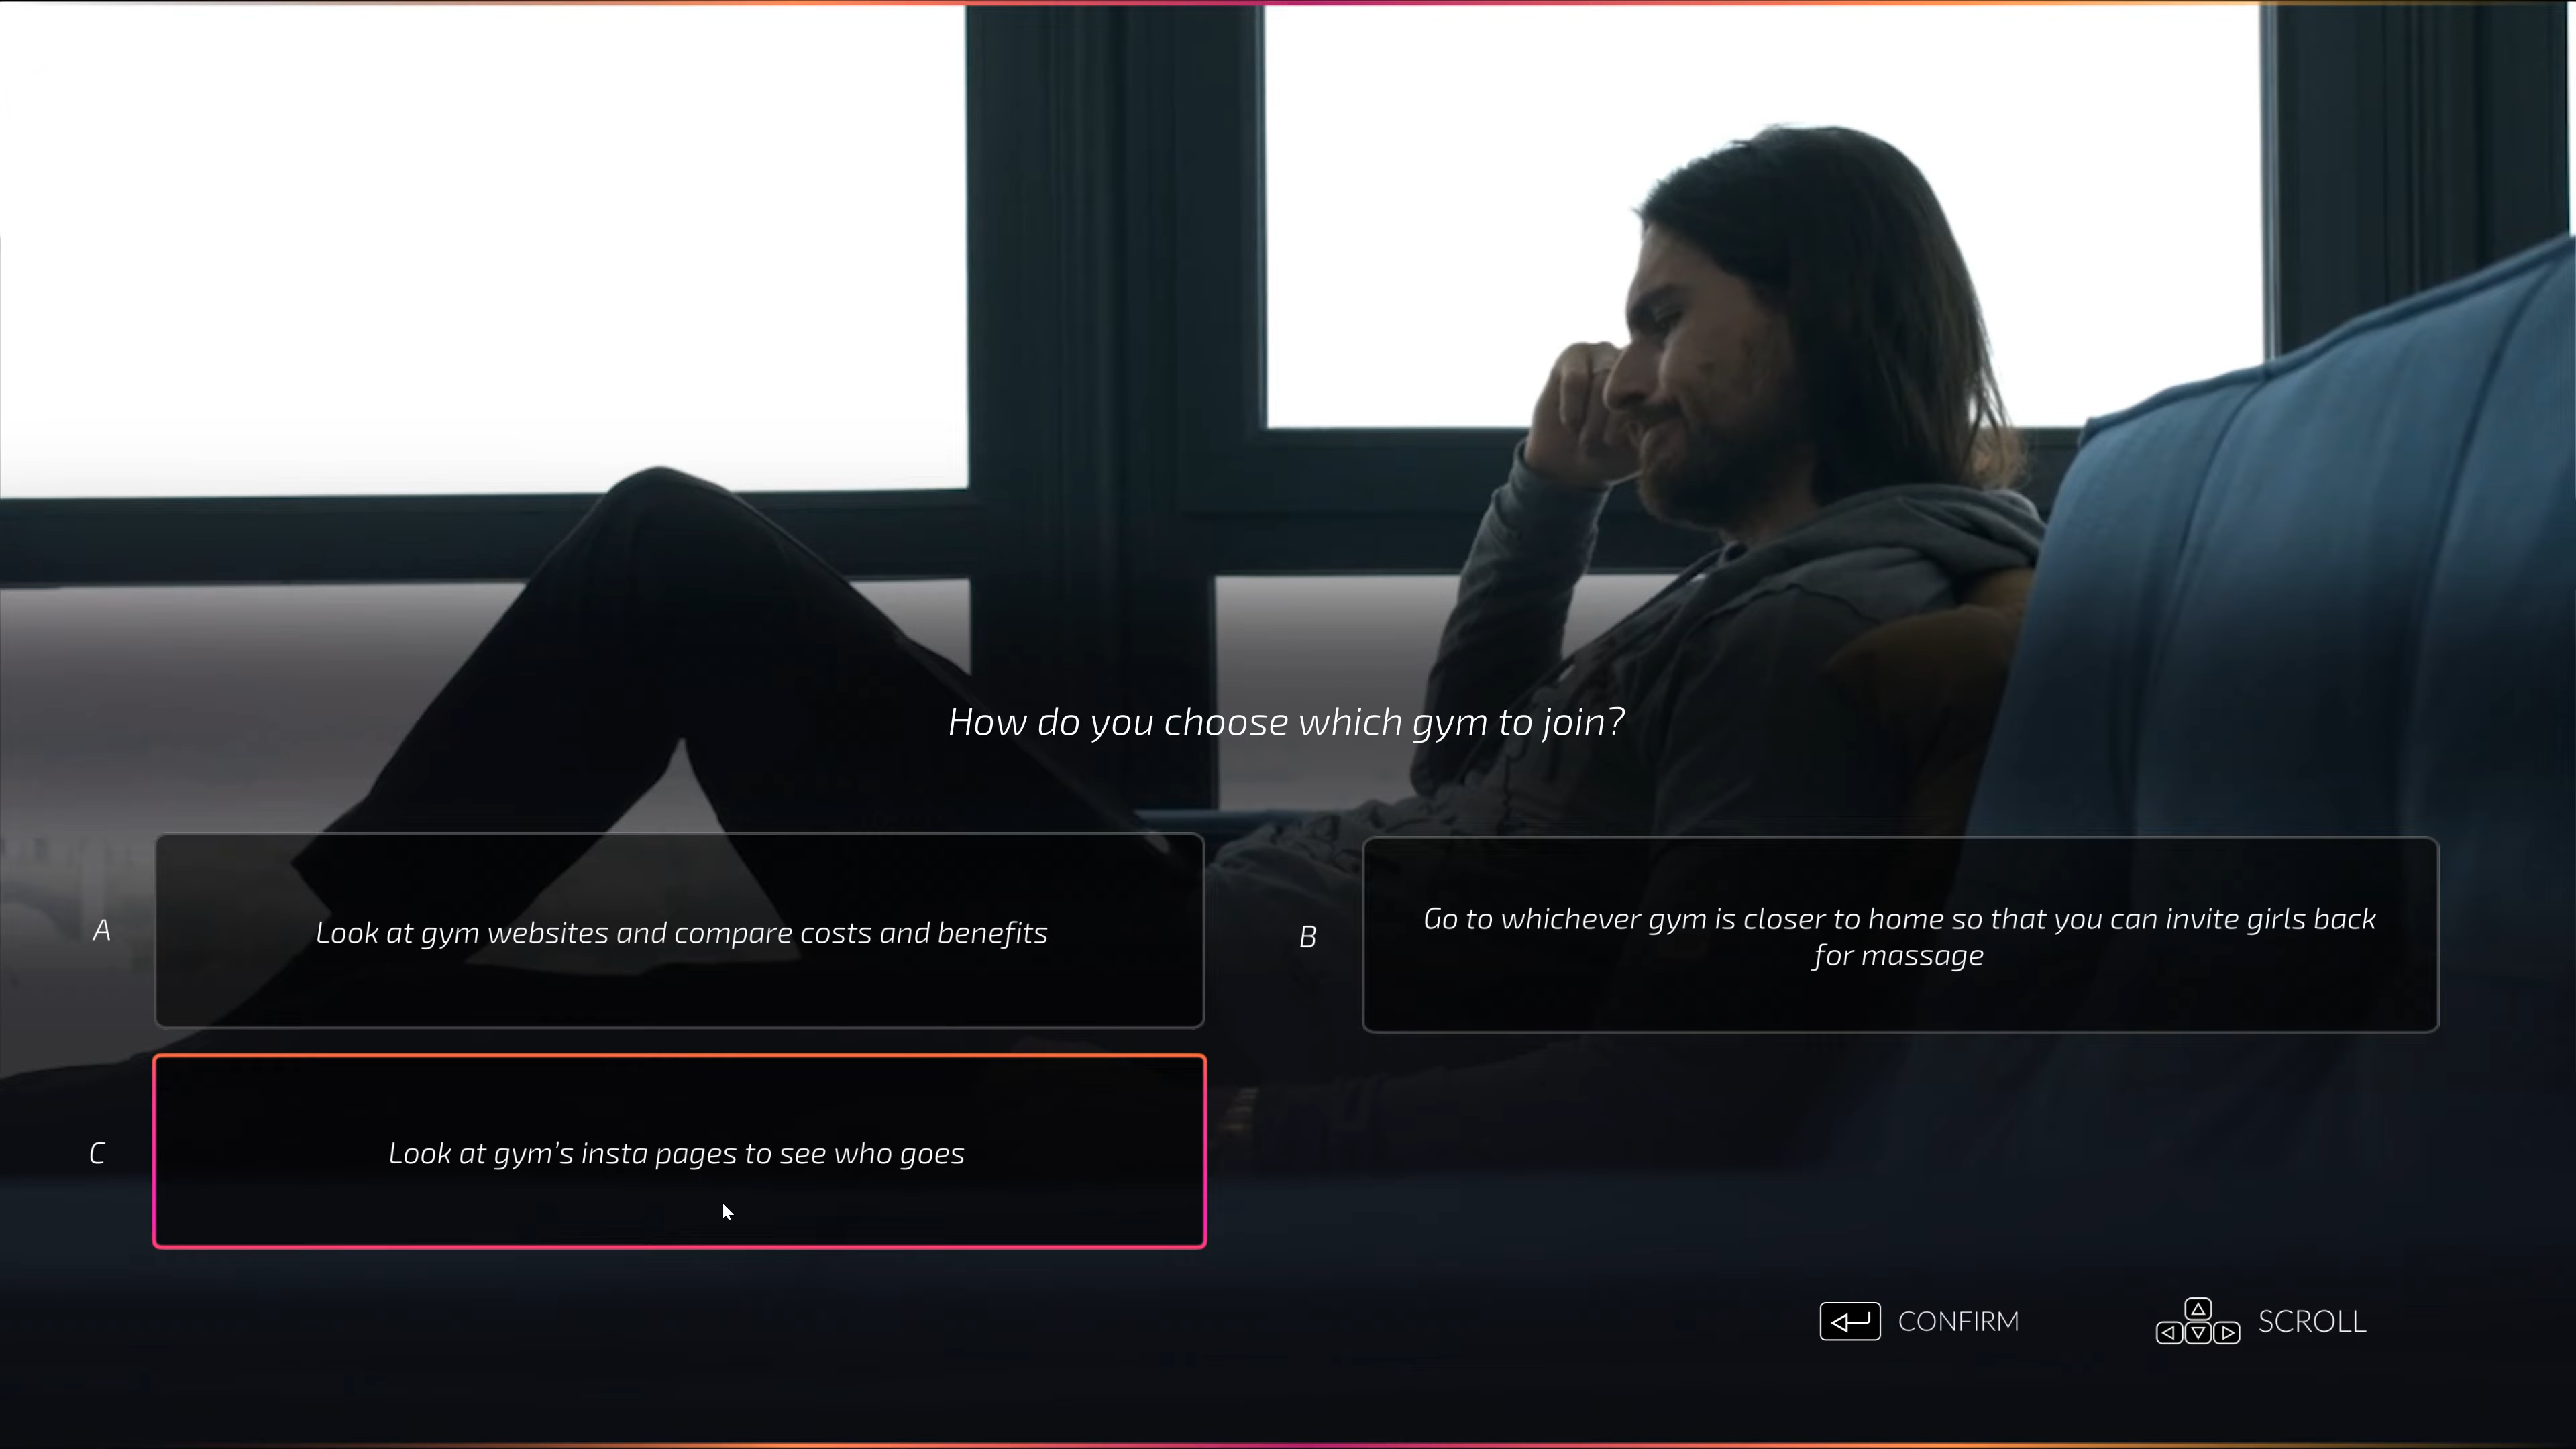 How do you choose which gym to join?
A
Look at gym websites and compare costs and benefits
B
Go to whichever gym is closer to home so that you can invite girls back
for massage
C
Look at gym's insta pages to see who goes
CONFIRM
SCROLL